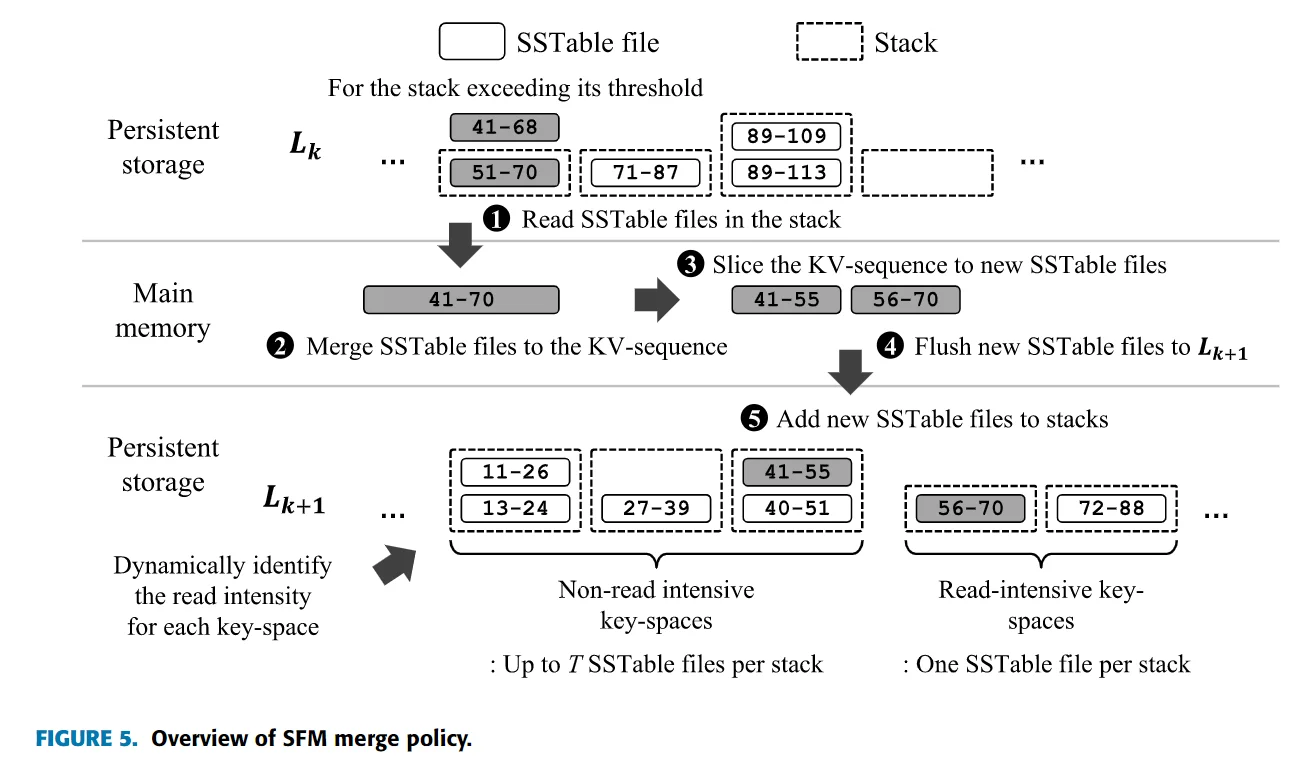 SSTable file
Stack
For the stack exceeding its threshold
Persistent
storage
Lk
...
41-68
51-70
71-87
89-109
89-113
...
❶ Read SSTable files in the stack
Main
memory
41-70
❸ Slice the KV-sequence to new SSTable files
41-55
56-70
❷ Merge SSTable files to the KV-sequence
❹ Flush new SSTable files to Lk+1
❺ Add new SSTable files to stacks
Persistent
storage
Lk+1
...
11-26
13-24
27-39
41-55
40-51
56-70
72-88
...
Dynamically identify
the read intensity
for each key-space
Non-read intensive
key-spaces
: Up to T SSTable files per stack
Read-intensive key-
spaces
: One SSTable file per stack
FIGURE 5. Overview of SFM merge policy.